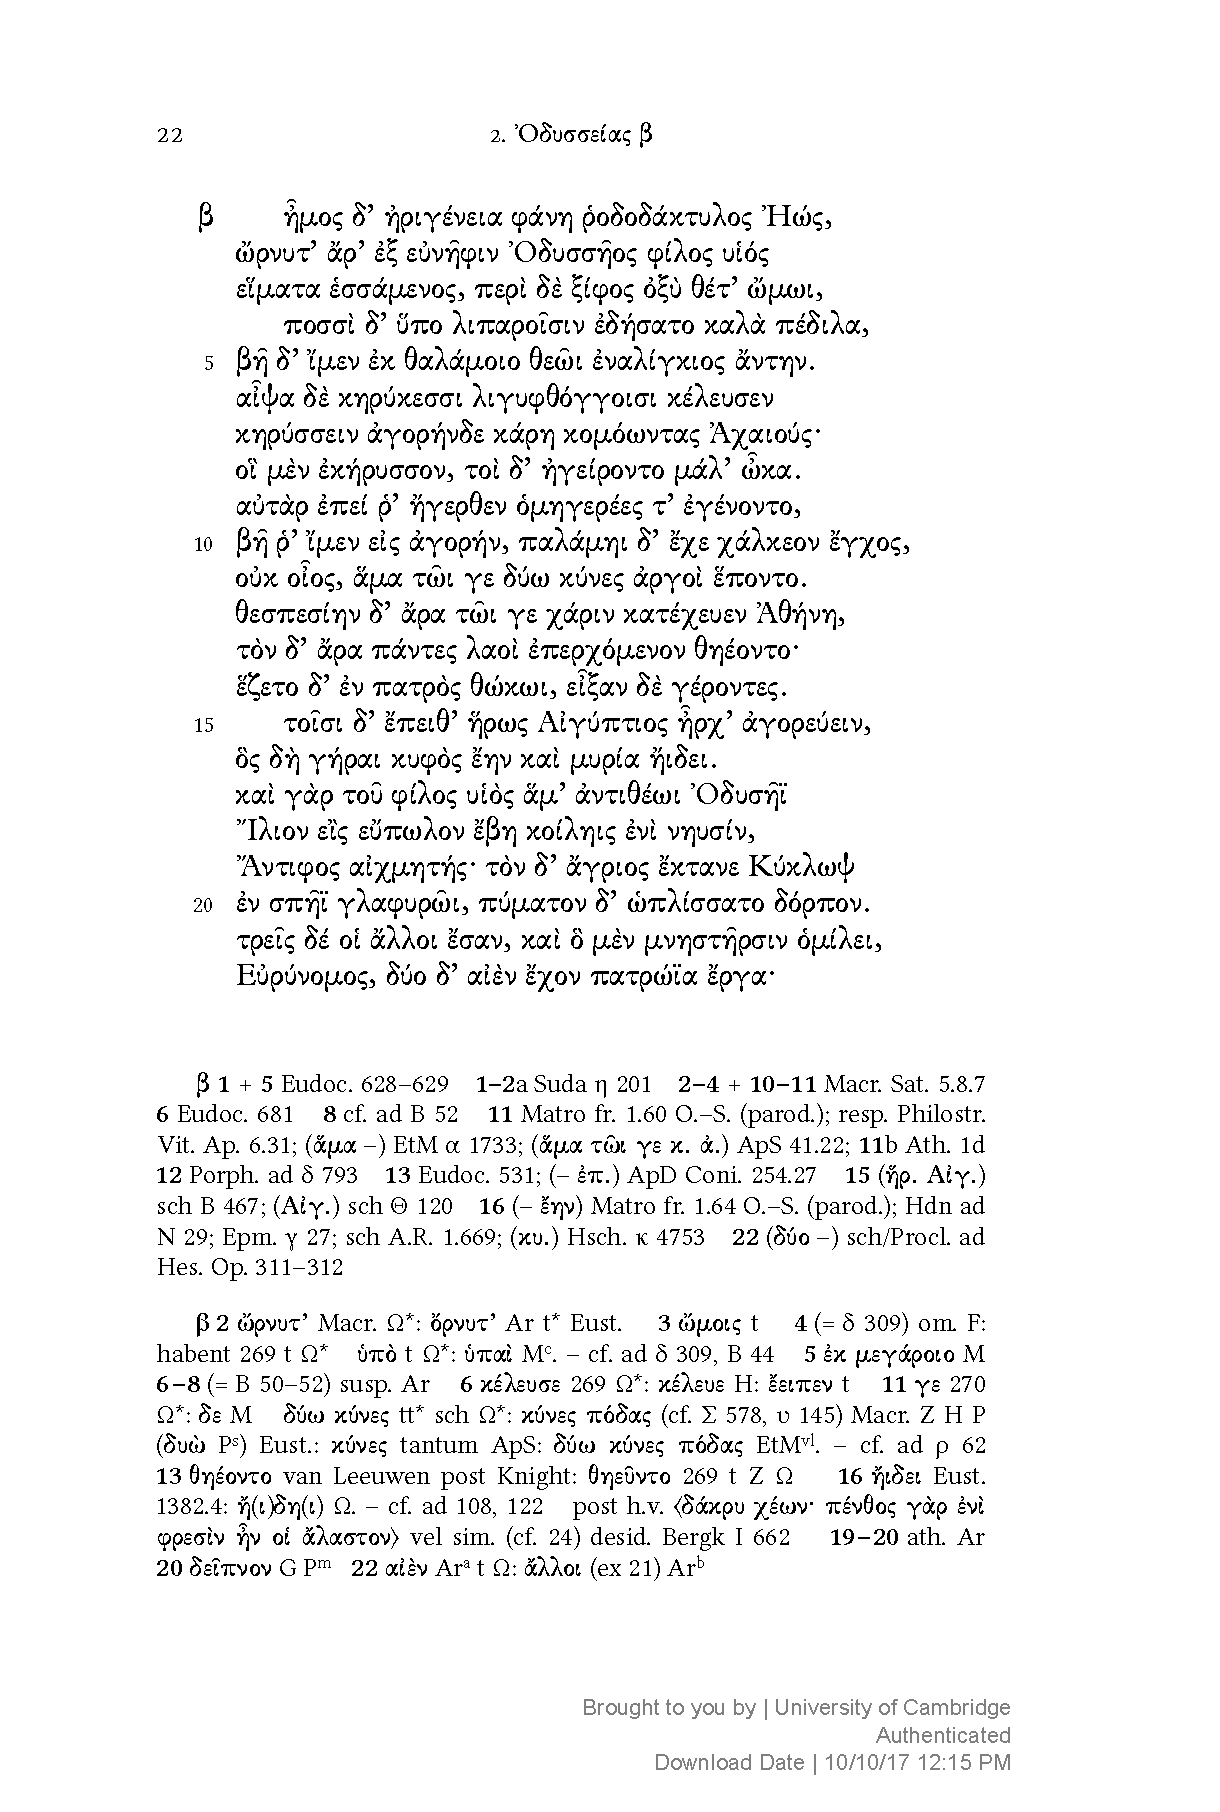 22 2. Ὀδυσσείας β
β ἦμος δ’ ἠριγένεια φάνη ῥοδοδάκτυλος Ἠώς,
ὤρνυτ’ ἄρ’ ἐξ εὐνῆφιν Ὀδυσσῆος φίλος υἱός
εἵματα ἑσσάμενος, περὶ δὲ ξίφος ὀξὺ θέτ’ ὤμωι,
ποσσὶ δ’ ὕπο λιπαροῖσιν ἐδήσατο καλὰ πέδιλα,
5 βῆ δ’ ἴμεν ἐκ θαλάμοιο θεῶι ἐναλίγκιος ἄντην.
αἶψα δὲ κηρύκεσσι λιγυφθόγγοισι κέλευσεν
κηρύσσειν ἀγορήνδε κάρη κομόωντας Ἀχαιούς·
οἳ μὲν ἐκήρυσσον, τοὶ δ’ ἠγείροντο μάλ’ ὦκα.
αὐτὰρ ἐπεί ῥ’ ἤγερθεν ὁμηγερέες τ’ ἐγένοντο,
10 βῆ ῥ’ ἴμεν εἰς ἀγορήν, παλάμηι δ’ ἔχε χάλκεον ἔγχος,
οὐκ οἶος, ἅμα τῶι γε δύω κύνες ἀργοὶ ἕποντο.
θεσπεσίην δ’ ἄρα τῶι γε χάριν κατέχευεν Ἀθήνη,
τὸν δ’ ἄρα πάντες λαοὶ ἐπερχόμενον θηέοντο·
ἕζετο δ’ ἐν πατρὸς θώκωι, εἶξαν δὲ γέροντες.
15 τοῖσι δ’ ἔπειθ’ ἥρως Αἰγύπτιος ἦρχ’ ἀγορεύειν,
ὃς δὴ γήραι κυφὸς ἔην καὶ μυρία ἤιδει.
καὶ γὰρ τοῦ φίλος υἱὸς ἅμ’ ἀντιθέωι Ὀδυσῆϊ
Ἴλιον εἲς εὔπωλον ἔβη κοίληις ἐνὶ νηυσίν,
Ἄντιφος αἰχμητής· τὸν δ’ ἄγριος ἔκτανε Κύκλωψ
20 ἐν σπῆϊ γλαφυρῶι, πύματον δ’ ὡπλίσσατο δόρπον.
τρεῖς δέ οἱ ἄλλοι ἔσαν, καὶ ὃ μὲν μνηστῆρσιν ὁμίλει,
Εὐρύνομος, δύο δ’ αἰὲν ἔχον πατρώϊα ἔργα·
β 1 + 5 Eudoc. 628–629 1–2a Suda η 201 2–4 + 10–11 Macr. Sat. 5.8.7
6 Eudoc. 681 8 cf. ad B 52 11 Matro fr. 1.60 O.–S. (parod.); resp. Philostr.
Vit. Ap. 6.31; (ἅμα –) EtM α 1733; (ἅμα τῶι γε κ. ἀ.) ApS 41.22; 11b Ath. 1d
12 Porph. ad δ 793 13 Eudoc. 531; (– ἐπ.) ApD Coni. 254.27 15 (ἥρ. Αἰγ.)
sch B 467; (Αἰγ.) sch Θ 120 16 (– ἔην) Matro fr. 1.64 O.–S. (parod.); Hdn ad
N 29; Epm. γ 27; sch A.R. 1.669; (κυ.) Hsch. κ 4753 22 (δύο –) sch/Procl. ad
Hes. Op. 311–312
β 2 ὤρνυτ’ Macr. Ω*: ὄρνυτ’ Ar t* Eust. 3 ὤμοις t 4 (= δ 309) om. F:
habent 269 t Ω* ὑπὸ t Ω*: ὑπαὶ Mᶜ. – cf. ad δ 309, B 44 5 ἐκ μεγάροιο M
6–8 (= B 50–52) susp. Ar 6 κέλευσε 269 Ω*: κέλευε H: ἔειπεν t 11 γε 270
Ω*: δε M δύω κύνες tt* sch Ω*: κύνες πόδας (cf. Σ 578, υ 145) Macr. Z H P
(δυὼ Pˢ) Eust.: κύνες tantum ApS: δύω κύνες πόδας EtMᵛˡ. – cf. ad ρ 62
13 θηέοντο van Leeuwen post Knight: θηεῦντο 269 t Z Ω 16 ἤιδει Eust.
1382.4: ἤ(ι)δη(ι) Ω. – cf. ad 108, 122 post h.v. ⟨δάκρυ χέων· πένθος γὰρ ἐνὶ
φρεσὶν ἦν οἱ ἄλαστον⟩ vel sim. (cf. 24) desid. Bergk I 662 19–20 ath. Ar
20 δεῖπνον G Pᵐ 22 αἰὲν Arᵃ t Ω: ἄλλοι (ex 21) Arᵇ
Brought to you by | University of Cambridge
Authenticated
Download Date | 10/10/17 12:15 PM